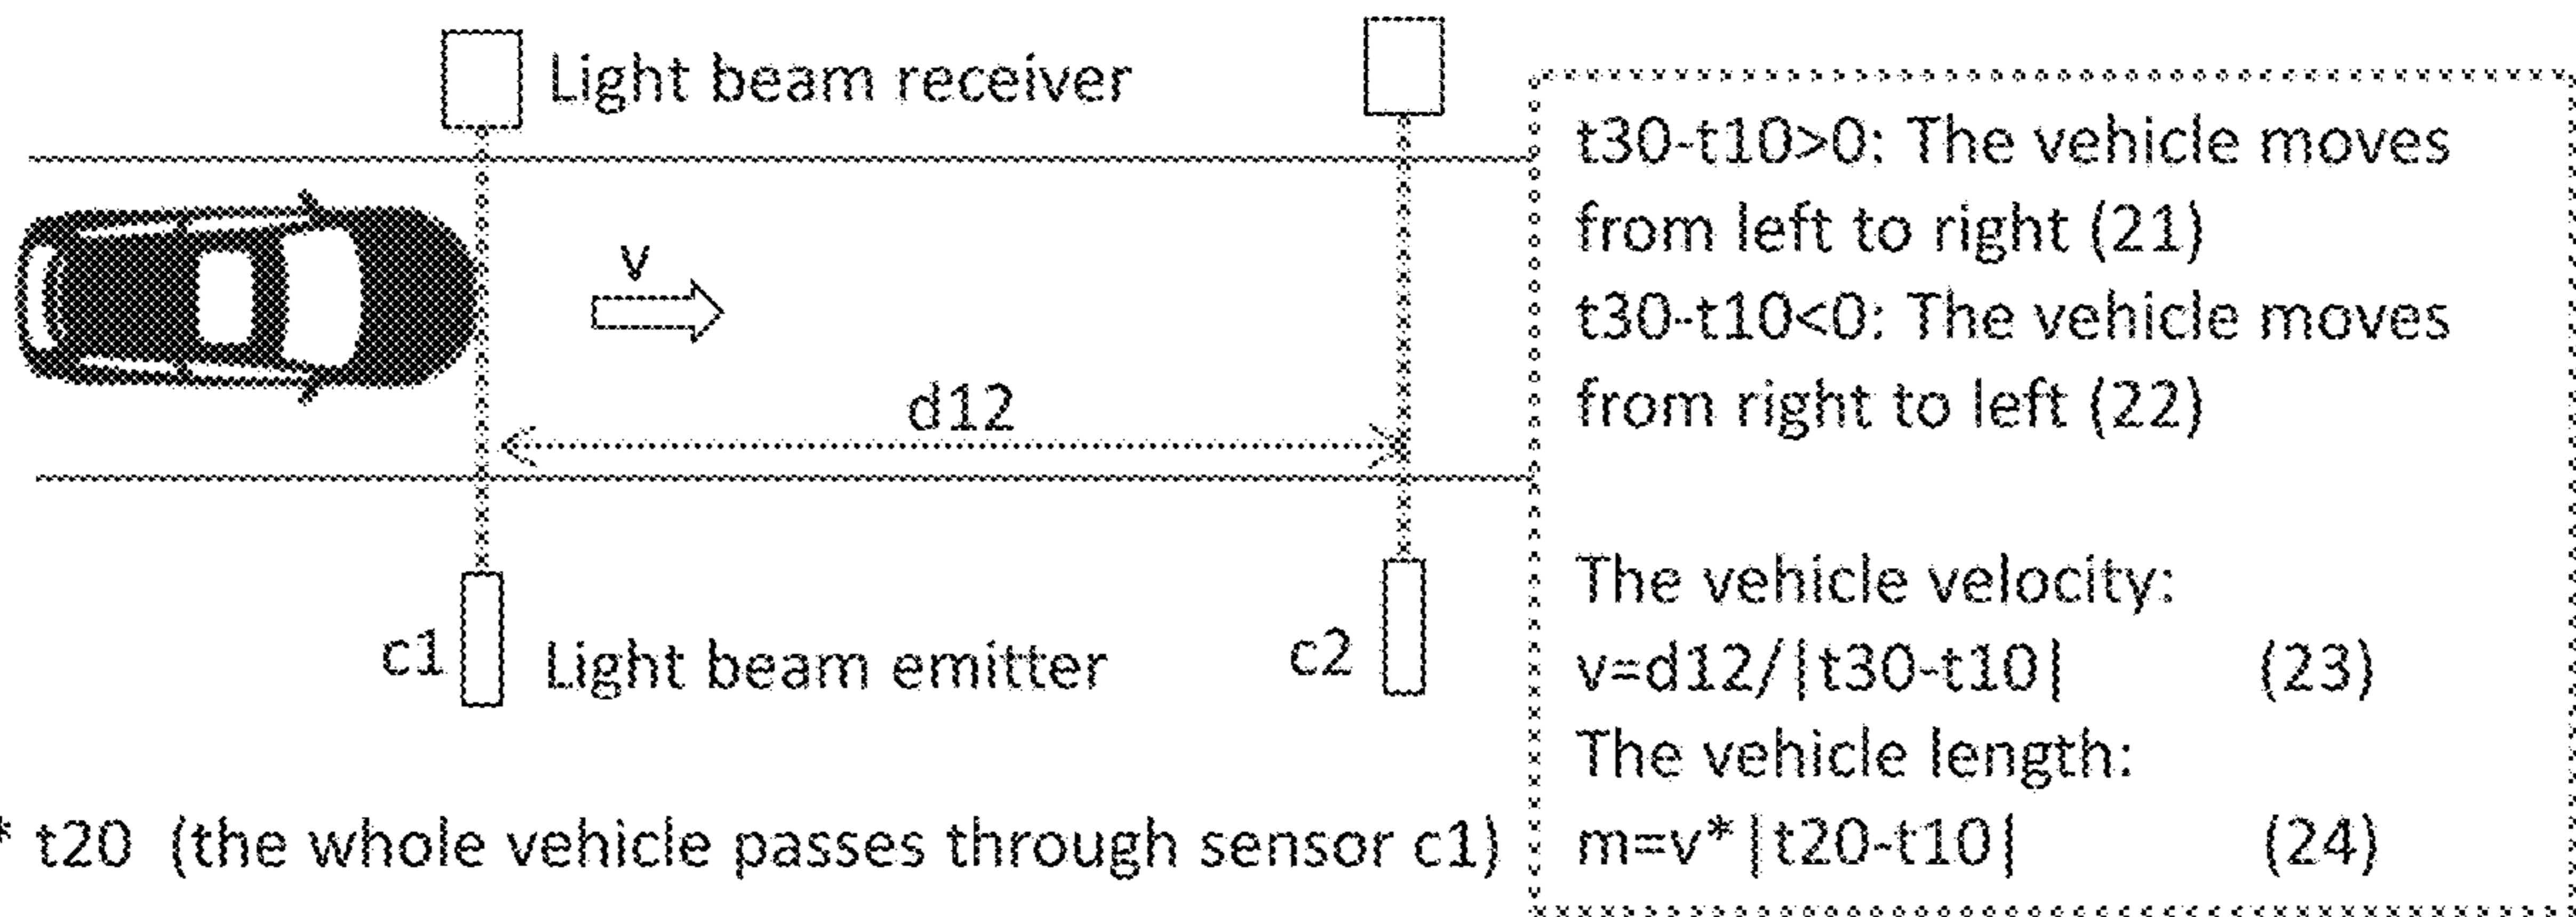 Light beam receiver
v
d12
c1
Light beam emitter
c2
* t20 (the whole vehicle passes through sensor c1)
t30-t10>0: The vehicle moves
from left to right (21)
t30-t10<0: The vehicle moves
from right to left (22)
The vehicle velocity:
v=d12/|t30-t10| (23)
The vehicle length:
m=v*|t20-t10| (24)